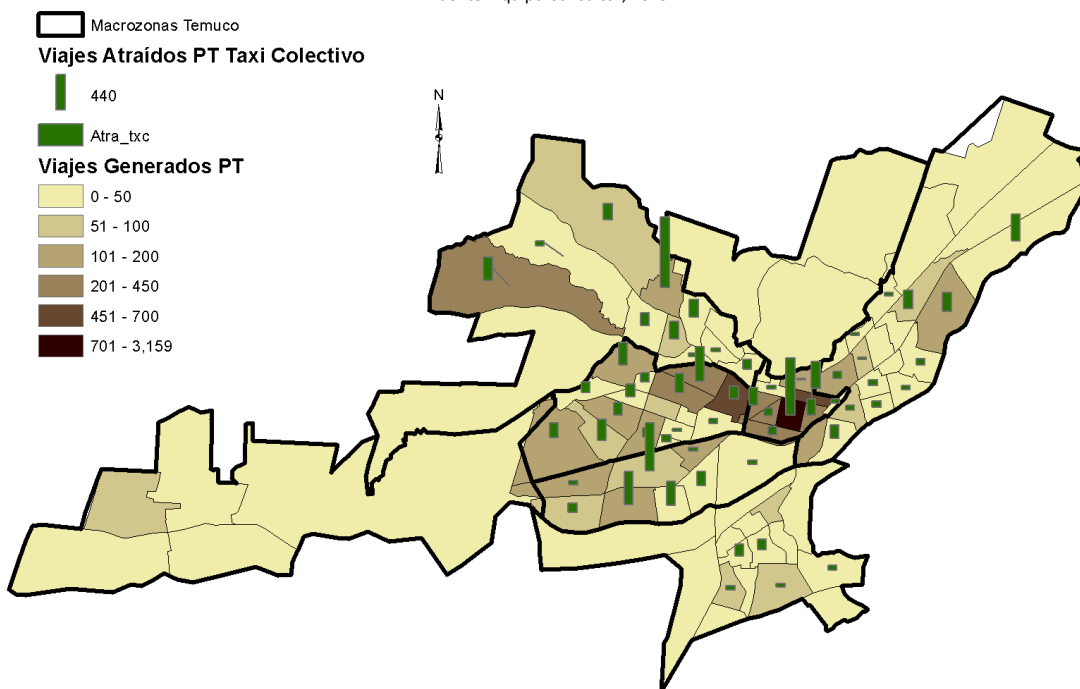 Macrozonas Temuco
Viajes Atraídos PT Taxi Colectivo
440
Atra_txc
Viajes Generados PT
0 - 50
51 - 100
101 - 200
201 - 450
451 - 700
701 - 3,159
N